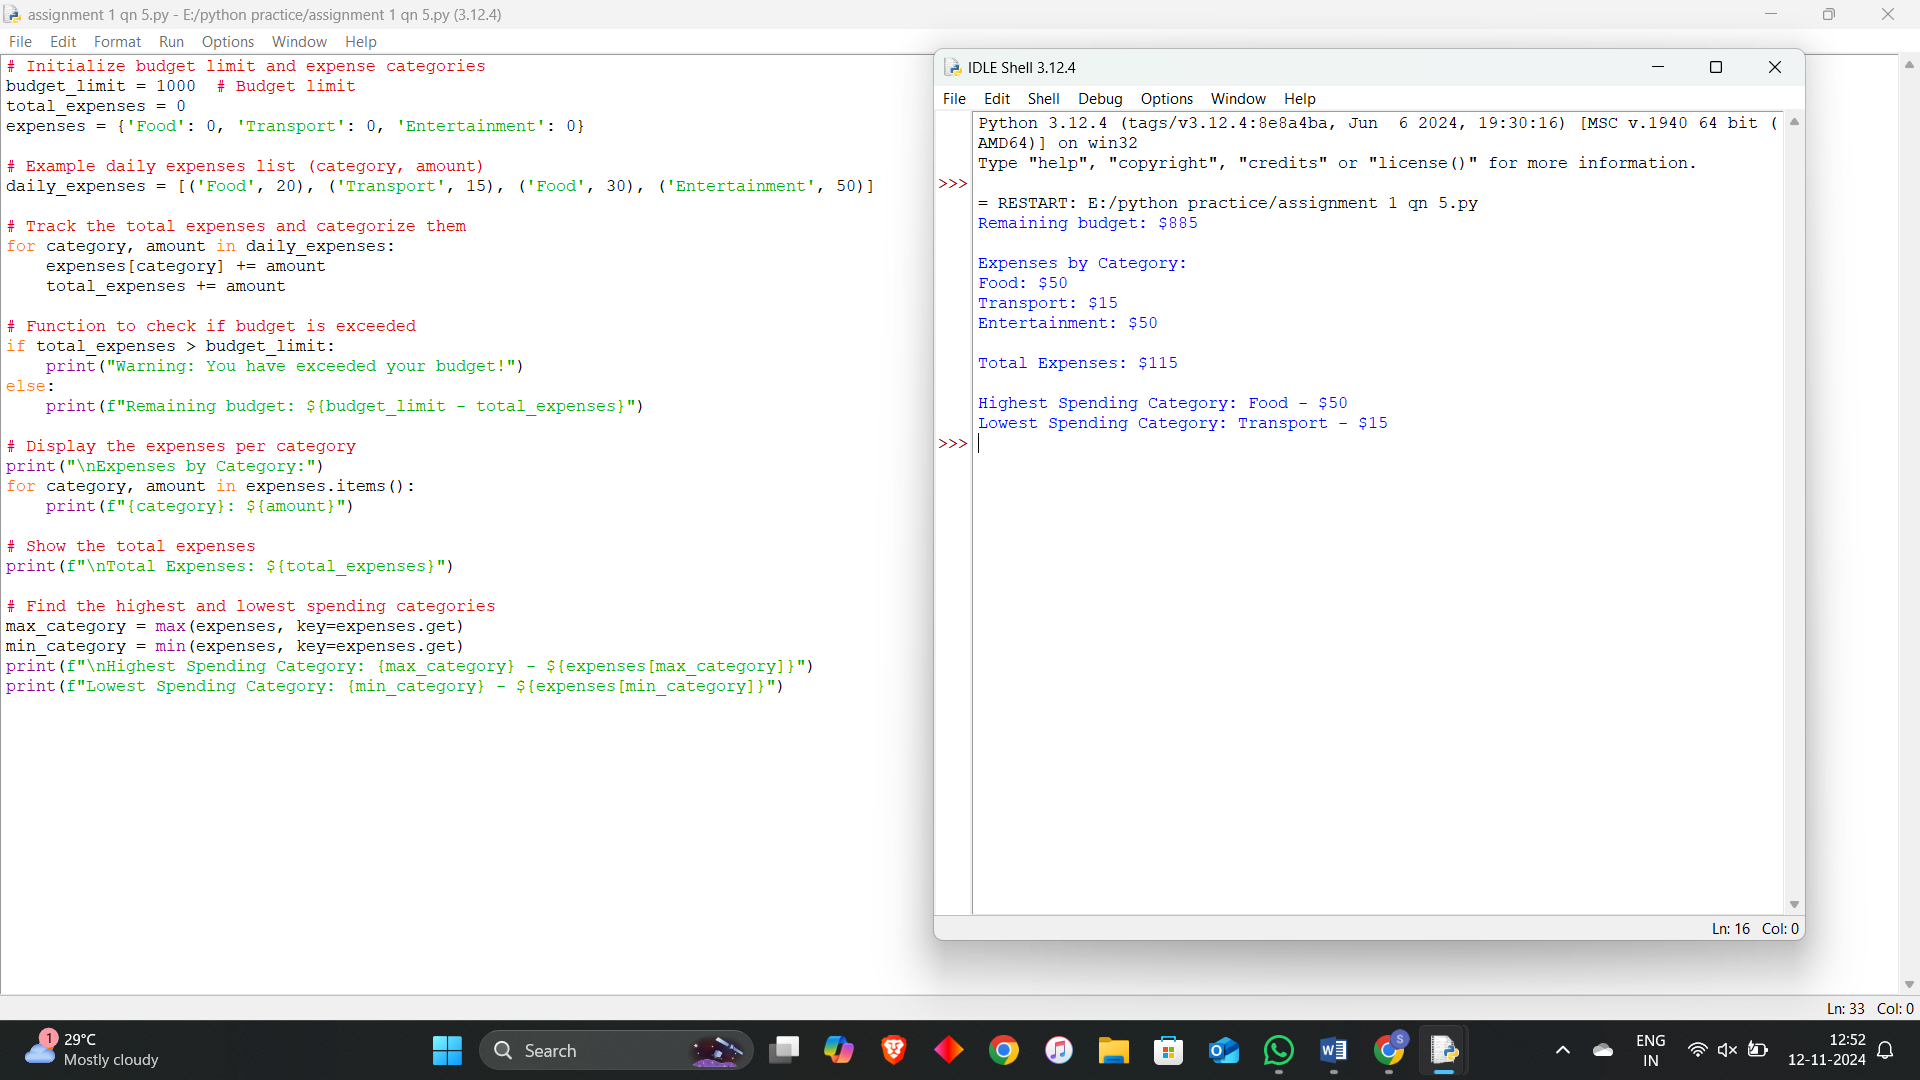 assignment 1 qn 5.py - E:/python practice/assignment 1 qn 5.py (3.12.4)
File Edit Format Run Options Window Help
# Initialize budget limit and expense categories
budget_limit = 1000  # Budget limit
total_expenses = 0
expenses = {'Food': 0, 'Transport': 0, 'Entertainment': 0}

# Example daily expenses list (category, amount)
daily_expenses = [('Food', 20), ('Transport', 15), ('Food', 30), ('Entertainment', 50)]

# Track the total expenses and categorize them
for category, amount in daily_expenses:
    expenses[category] += amount
    total_expenses += amount

# Function to check if budget is exceeded
if total_expenses > budget_limit:
    print("Warning: You have exceeded your budget!")
else:
    print(f"Remaining budget: ${budget_limit - total_expenses}")

# Display the expenses per category
print("\nExpenses by Category:")
for category, amount in expenses.items():
    print(f"{category}: ${amount}")

# Show the total expenses
print(f"\nTotal Expenses: ${total_expenses}")

# Find the highest and lowest spending categories
max_category = max(expenses, key=expenses.get)
min_category = min(expenses, key=expenses.get)
print(f"\nHighest Spending Category: {max_category} - ${expenses[max_category]}")
print(f"Lowest Spending Category: {min_category} - ${expenses[min_category]}")
IDLE Shell 3.12.4
File Edit Shell Debug Options Window Help
Python 3.12.4 (tags/v3.12.4:8e8a4ba, Jun  6 2024, 19:30:16) [MSC v.1940 64 bit (
AMD64)] on win32
Type "help", "copyright", "credits" or "license()" for more information.
>>>
= RESTART: E:/python practice/assignment 1 qn 5.py
Remaining budget: $885

Expenses by Category:
Food: $50
Transport: $15
Entertainment: $50

Total Expenses: $115

Highest Spending Category: Food - $50
Lowest Spending Category: Transport - $15
>>>
Ln: 16 Col: 0
Ln: 33 Col: 0
1
29°C
Mostly cloudy
Search
S
ENG
IN
12:52
12-11-2024